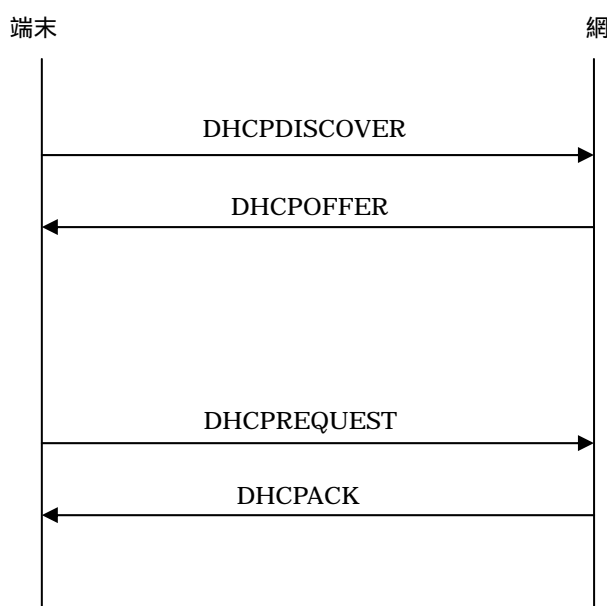 端末
網
DHCPDISCOVER
DHCPOFFER
DHCPREQUEST
DHCPACK